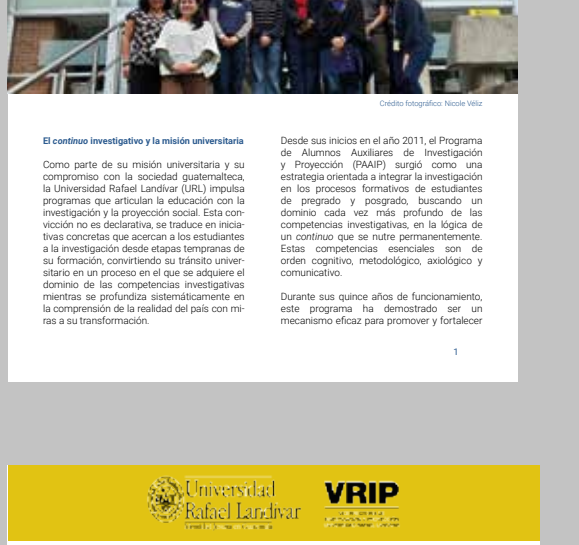 Crédito fotográfico: Nicole Véliz
El continuo investigativo y la misión universitaria
Como parte de su misión universitaria y su
compromiso con la sociedad guatemalteca,
la Universidad Rafael Landívar (URL) impulsa
programas que articulan la educación con la
investigación y la proyección social. Esta con-
vicción no es declarativa, se traduce en inicia-
tivas concretas que acercan a los estudiantes
a la investigación desde etapas tempranas de
su formación, convirtiendo su tránsito univer-
sitario en un proceso en el que se adquiere el
dominio de las competencias investigativas
mientras se profundiza sistemáticamente en
la comprensión de la realidad del país con mi-
ras a su transformación.
Desde sus inicios en el año 2011, el Programa
de Alumnos Auxiliares de Investigación
y Proyección (PAAIP) surgió como una
estrategia orientada a integrar la investigación
en los procesos formativos de estudiantes
de pregrado y posgrado, buscando un
dominio cada vez más profundo de las
competencias investigativas, en la lógica de
un continuo que se nutre permanentemente.
Estas competencias esenciales son de
orden cognitivo, metodológico, axiológico y
comunicativo.
Durante sus quince años de funcionamiento,
este programa ha demostrado ser un
mecanismo eficaz para promover y fortalecer
1
Universidad
Rafael Landívar
VRIP